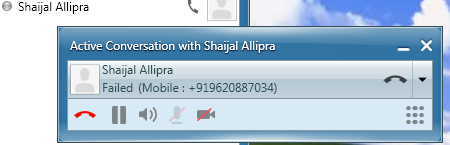 Shaijal Allipra
Active Conversation with Shaijal Allipra
Shaijal Allipra
Failed (Mobile : +919620887034)